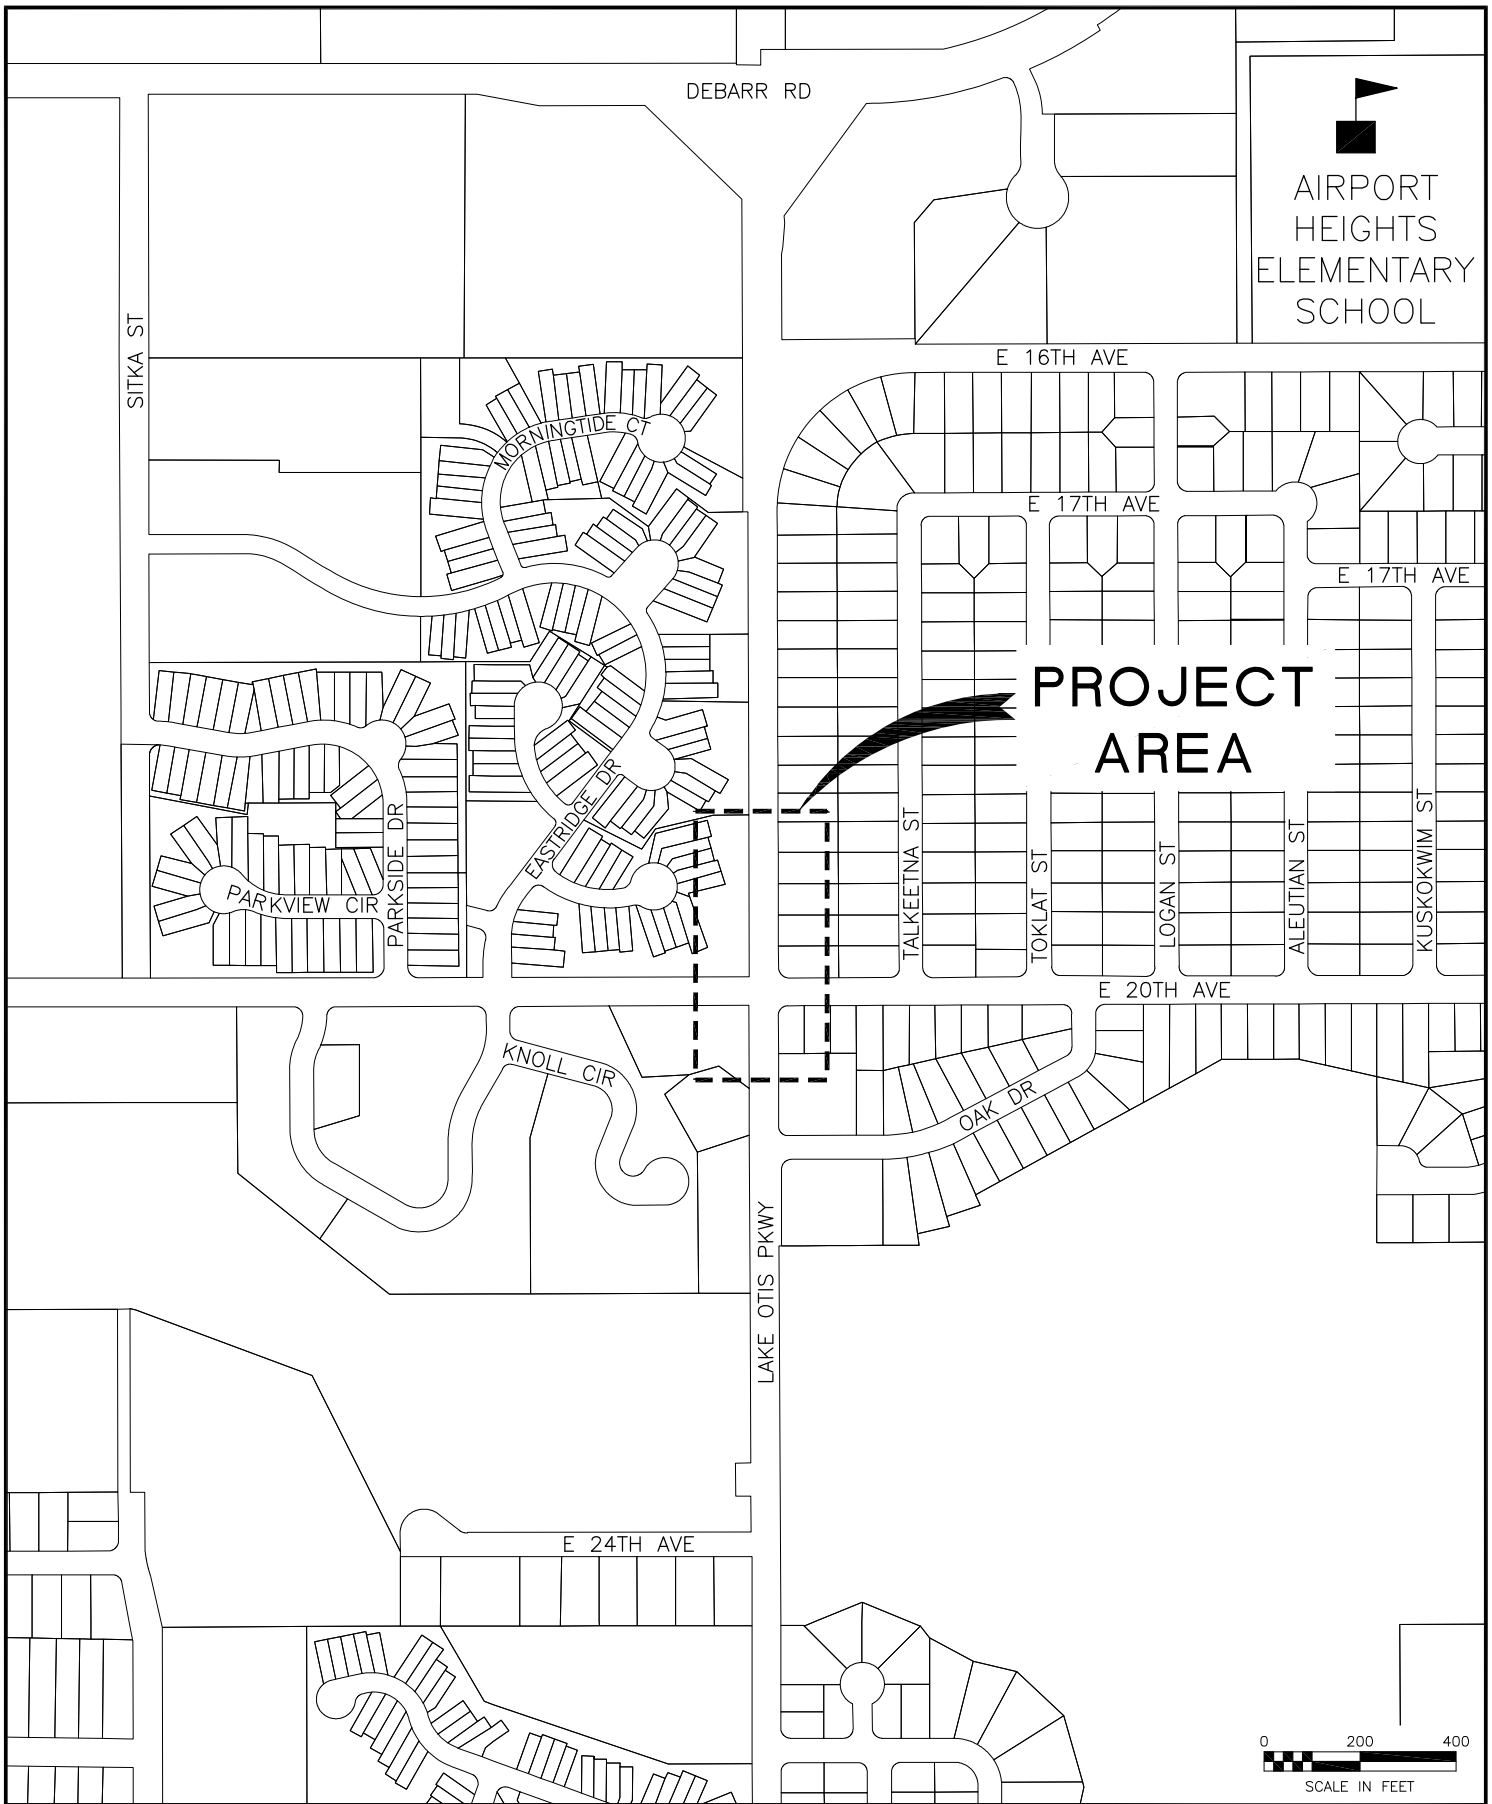 DEBARR RD
AIRPORT
HEIGHTS
ELEMENTARY
SCHOOL
SITKA ST
E 16TH AVE
MORNINGTIDE CT
E 17TH AVE
E 17TH AVE
PROJECT
AREA
EASTRIDGE DR
PARKSIDE DR
PARKVIEW CIR
TALKEETNA ST
TOKLAT ST
LOGAN ST
ALEUTIAN ST
KUSKOKWIM ST
E 20TH AVE
KNOLL CIR
OAK DR
LAKE OTIS PKWY
E 24TH AVE
0 200 400
SCALE IN FEET